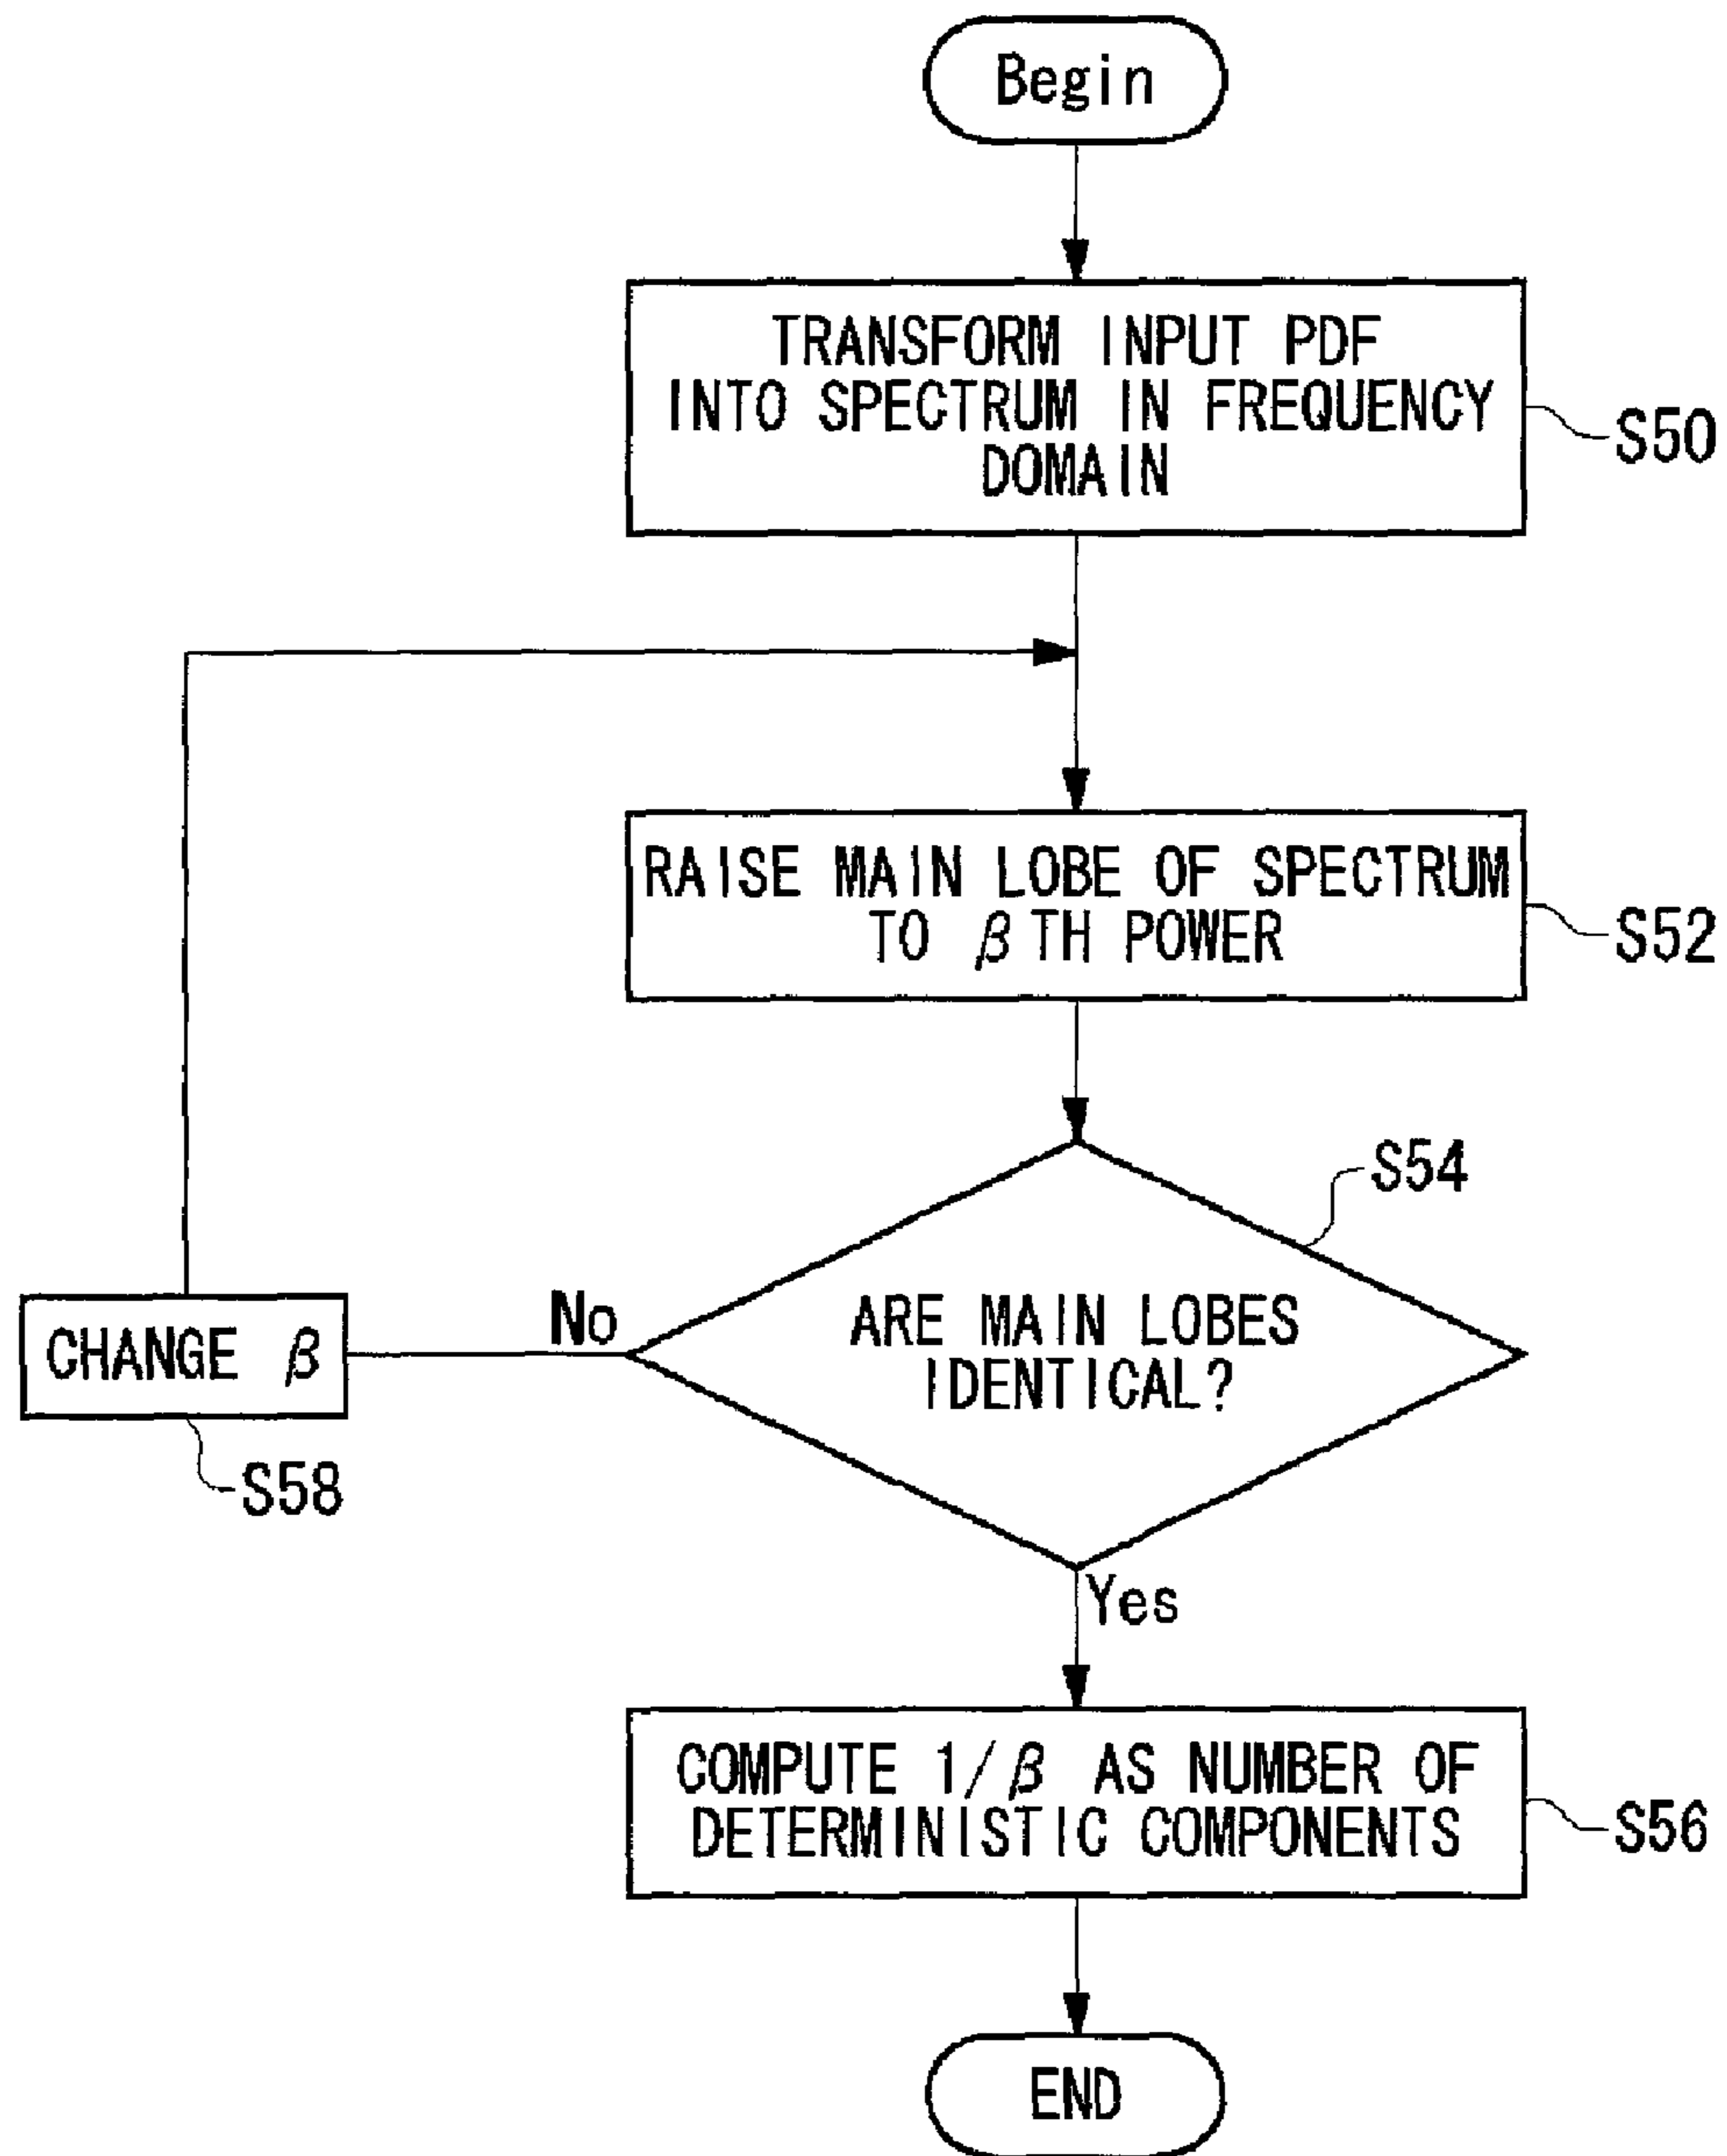 Begin
TRANSFORM INPUT PDF
INTO SPECTRUM IN FREQUENCY
DOMAIN
S50
RAISE MAIN LOBE OF SPECTRUM
TO β TH POWER
S52
S54
ARE MAIN LOBES
IDENTICAL?
No
CHANGE β
S58
Yes
COMPUTE 1/β AS NUMBER OF
DETERMINISTIC COMPONENTS
S56
END